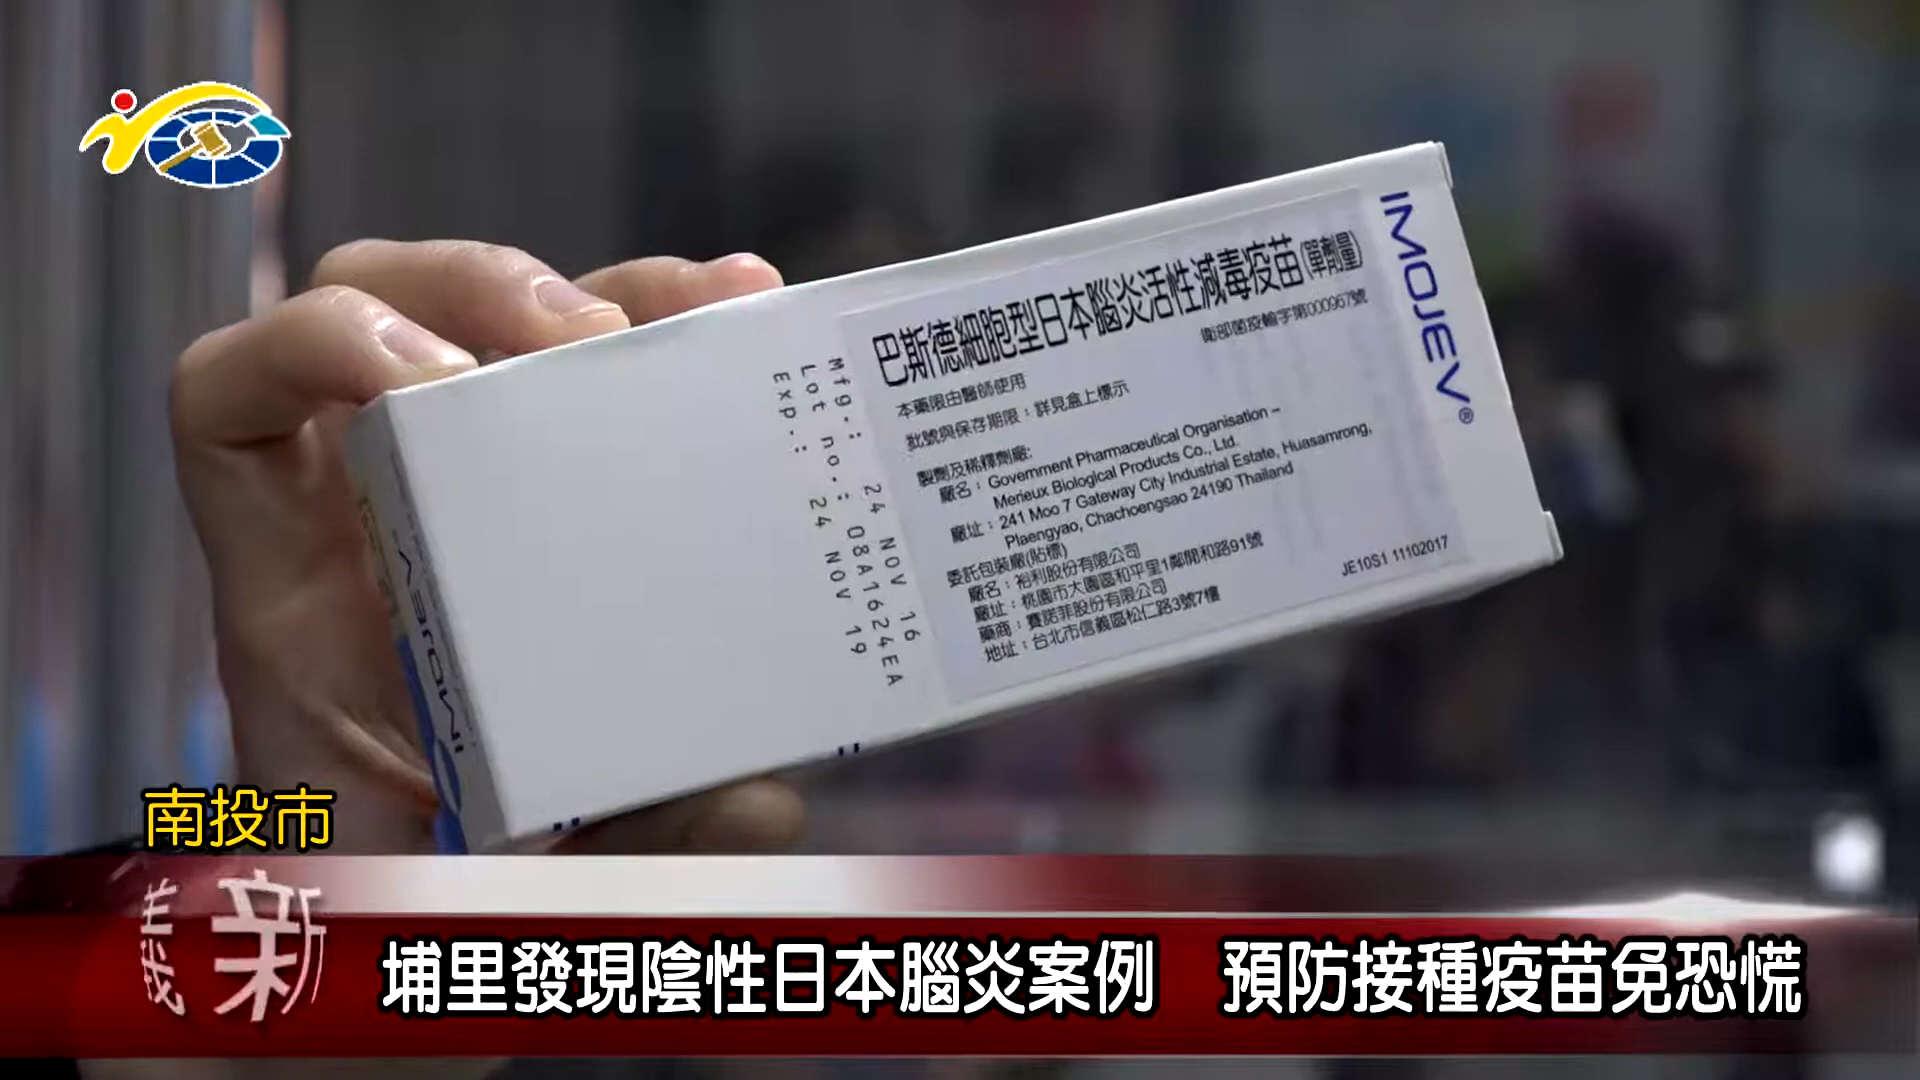 IMOJEV®
巴斯德細胞型日本腦炎活性減毒疫苗(單劑量)
衛部菌疫輸字第000967號
本藥限由醫師使用
批號與保存期限：詳見盒上標示
製劑及稀釋劑廠:
廠名：Government Pharmaceutical Organisation –
Merieux Biological Products Co., Ltd.
廠址：241 Moo 7 Gateway City Industrial Estate, Huasamrong,
Plaengyao, Chachoengsao 24190 Thailand
委託包裝廠(貼標)
廠名：裕利股份有限公司
廠址：桃園市大園區和平里1鄰開和路91號
藥商：賽諾菲股份有限公司
地址：台北市信義區松仁路3號7樓
JE10S1 11102017
Mfg.: 24 NOV 16
Lot no.: 08A1624EA
Exp.: 24 NOV 19
IMOJEV
南投市
新
埔里發現陰性日本腦炎案例 預防接種疫苗免恐慌